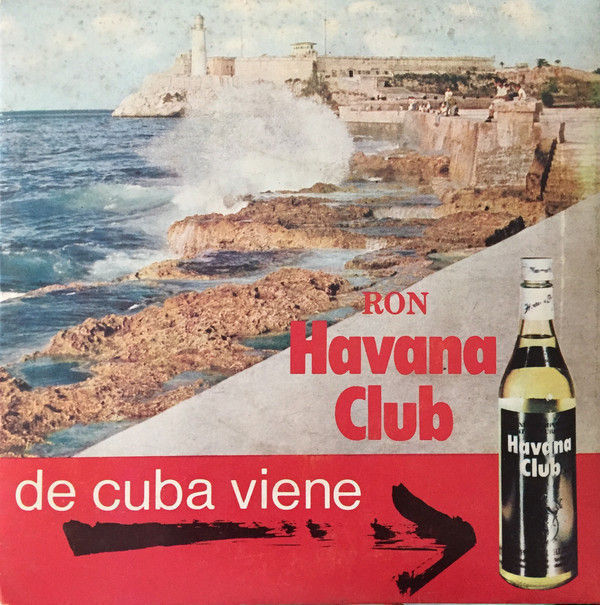 RON
Havana
Club
de cuba viene
Havana
Club